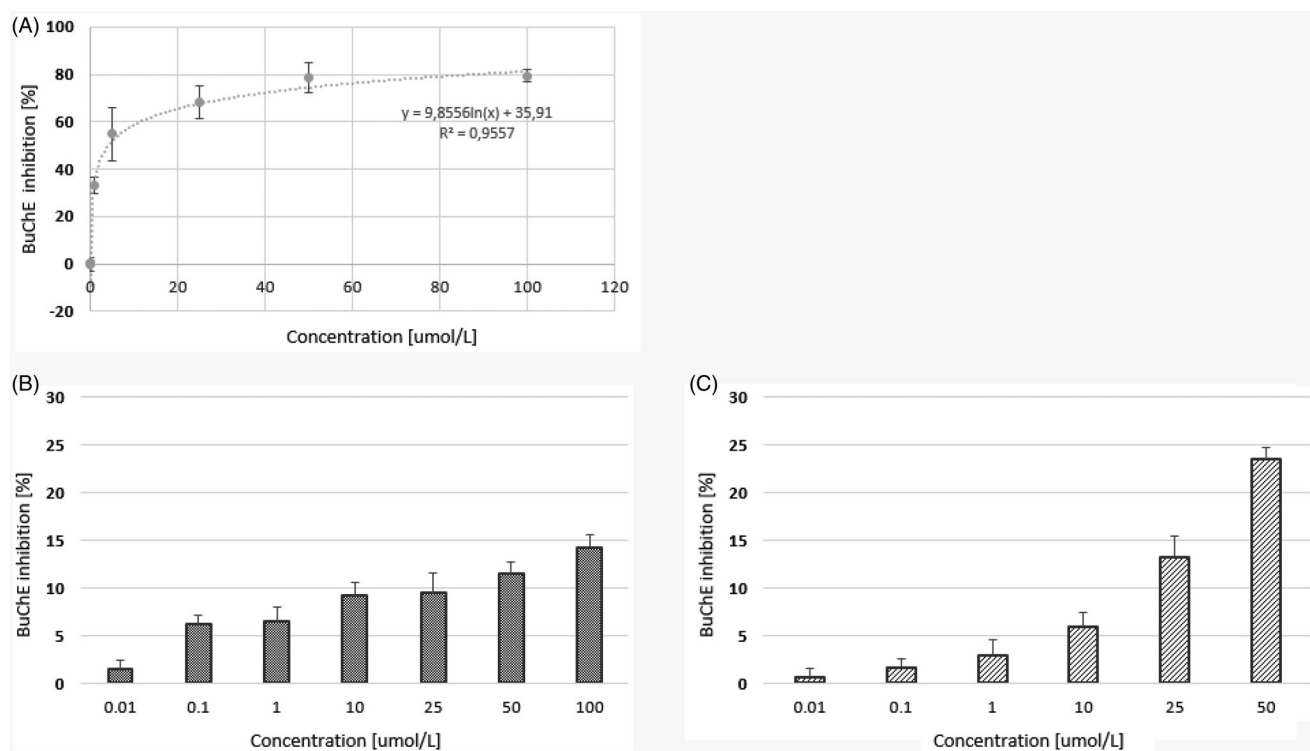 (A)
100
80
60
40
20
0
-20
BuChE inhibition [%]
y = 9,8556ln(x) + 35,91
R² = 0,9557
0 20 40 60 80 100 120
Concentration [umol/L]
(B)
30
25
20
15
10
5
0
BuChE inhibition [%]
0.01 0.1 1 10 25 50 100
Concentration [umol/L]
(C)
30
25
20
15
10
5
0
BuChE inhibition [%]
0.01 0.1 1 10 25 50
Concentration [umol/L]